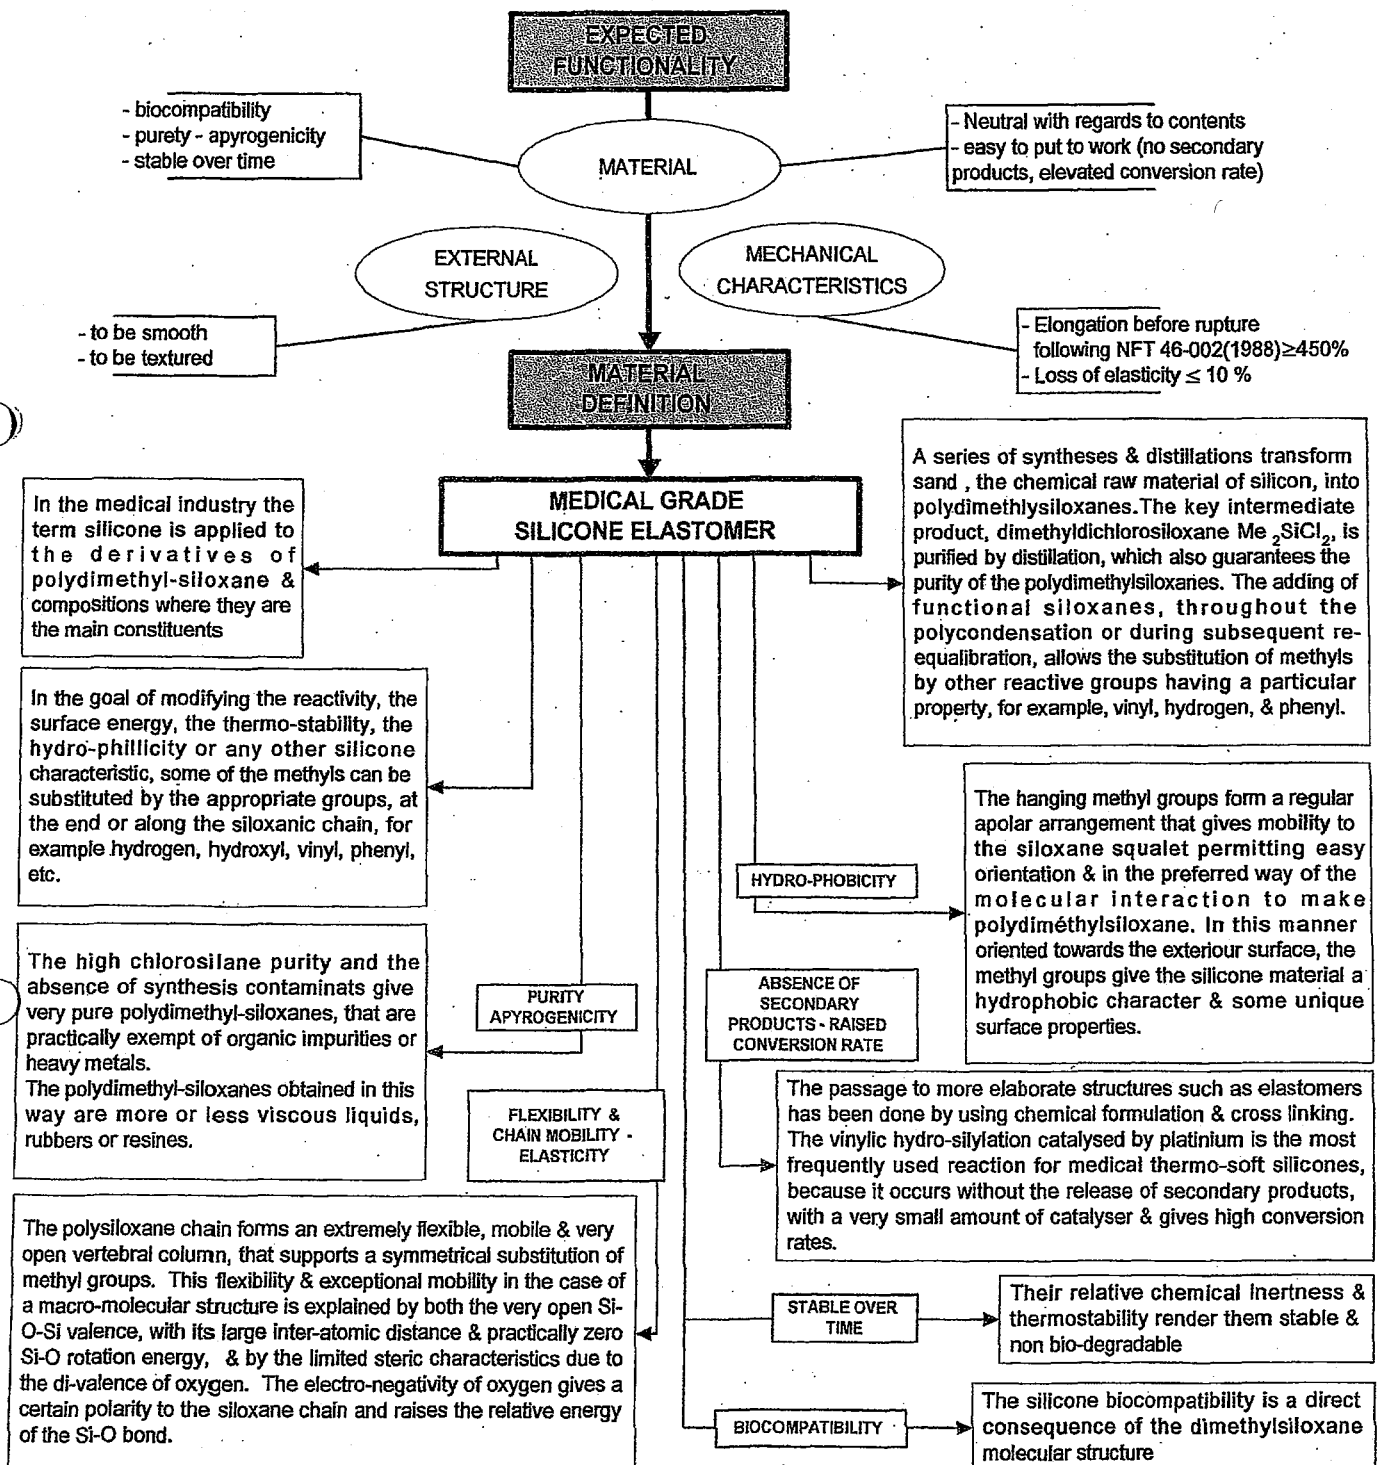 EXPECTED
FUNCTIONALITY
- biocompatibility
- purety - apyrogenicity
- stable over time
MATERIAL
- Neutral with regards to contents
- easy to put to work (no secondary
products, elevated conversion rate)
EXTERNAL
STRUCTURE
MECHANICAL
CHARACTERISTICS
- to be smooth
- to be textured
- Elongation before rupture
following NFT 46-002(1988)≥450%
- Loss of elasticity ≤ 10 %
MATERIAL
DEFINITION
MEDICAL GRADE
SILICONE ELASTOMER
In the medical industry the
term silicone is applied to
the derivatives of
polydimethyl-siloxane &
compositions where they are
the main constituents
A series of syntheses & distillations transform
sand , the chemical raw material of silicon, into
polydimethlysiloxanes.The key intermediate
product, dimethyldichlorosiloxane Me₂SiCl₂, is
purified by distillation, which also guarantees the
purity of the polydimethylsiloxanes. The adding of
functional siloxanes, throughout the
polycondensation or during subsequent re-
equalibration, allows the substitution of methyls
by other reactive groups having a particular
property, for example, vinyl, hydrogen, & phenyl.
In the goal of modifying the reactivity, the
surface energy, the thermo-stability, the
hydro-phillicity or any other silicone
characteristic, some of the methyls can be
substituted by the appropriate groups, at
the end or along the siloxanic chain, for
example hydrogen, hydroxyl, vinyl, phenyl,
etc.
HYDRO-PHOBICITY
The hanging methyl groups form a regular
apolar arrangement that gives mobility to
the siloxane squalet permitting easy
orientation & in the preferred way of the
molecular interaction to make
polydiméthylsiloxane. In this manner
oriented towards the exteriour surface, the
methyl groups give the silicone material a
hydrophobic character & some unique
surface properties.
The high chlorosilane purity and the
absence of synthesis contaminats give
very pure polydimethyl-siloxanes, that are
practically exempt of organic impurities or
heavy metals.
The polydimethyl-siloxanes obtained in this
way are more or less viscous liquids,
rubbers or resines.
PURITY
APYROGENICITY
ABSENCE OF
SECONDARY
PRODUCTS - RAISED
CONVERSION RATE
FLEXIBILITY &
CHAIN MOBILITY -
ELASTICITY
The passage to more elaborate structures such as elastomers
has been done by using chemical formulation & cross linking.
The vinylic hydro-silylation catalysed by platinium is the most
frequently used reaction for medical thermo-soft silicones,
because it occurs without the release of secondary products,
with a very small amount of catalyser & gives high conversion
rates.
The polysiloxane chain forms an extremely flexible, mobile & very
open vertebral column, that supports a symmetrical substitution of
methyl groups. This flexibility & exceptional mobility in the case of
a macro-molecular structure is explained by both the very open Si-
O-Si valence, with its large inter-atomic distance & practically zero
Si-O rotation energy, & by the limited steric characteristics due to
the di-valence of oxygen. The electro-negativity of oxygen gives a
certain polarity to the siloxane chain and raises the relative energy
of the Si-O bond.
STABLE OVER
TIME
Their relative chemical inertness &
thermostability render them stable &
non bio-degradable
BIOCOMPATIBILITY
The silicone biocompatibility is a direct
consequence of the dimethylsiloxane
molecular structure